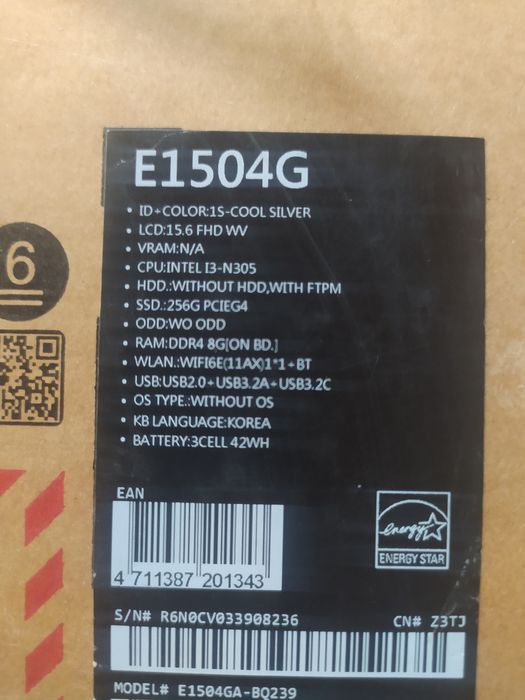 E1504G
• ID+COLOR:1S-COOL SILVER
• LCD:15.6 FHD WV
• VRAM:N/A
• CPU:INTEL I3-N305
• HDD.:WITHOUT HDD,WITH FTPM
• SSD.:256G PCIEG4
• ODD:WO ODD
• RAM:DDR4 8G[ON BD.]
• WLAN.:WIFI6E(11AX)1*1+BT
• USB:USB2.0+USB3.2A+USB3.2C
• OS TYPE.:WITHOUT OS
• KB LANGUAGE:KOREA
• BATTERY:3CELL 42WH
6
EAN
4 711387 201343
energy
ENERGY STAR
S/N# R6N0CV033908236 CN# Z3TJ
MODEL# E1504GA-BQ239